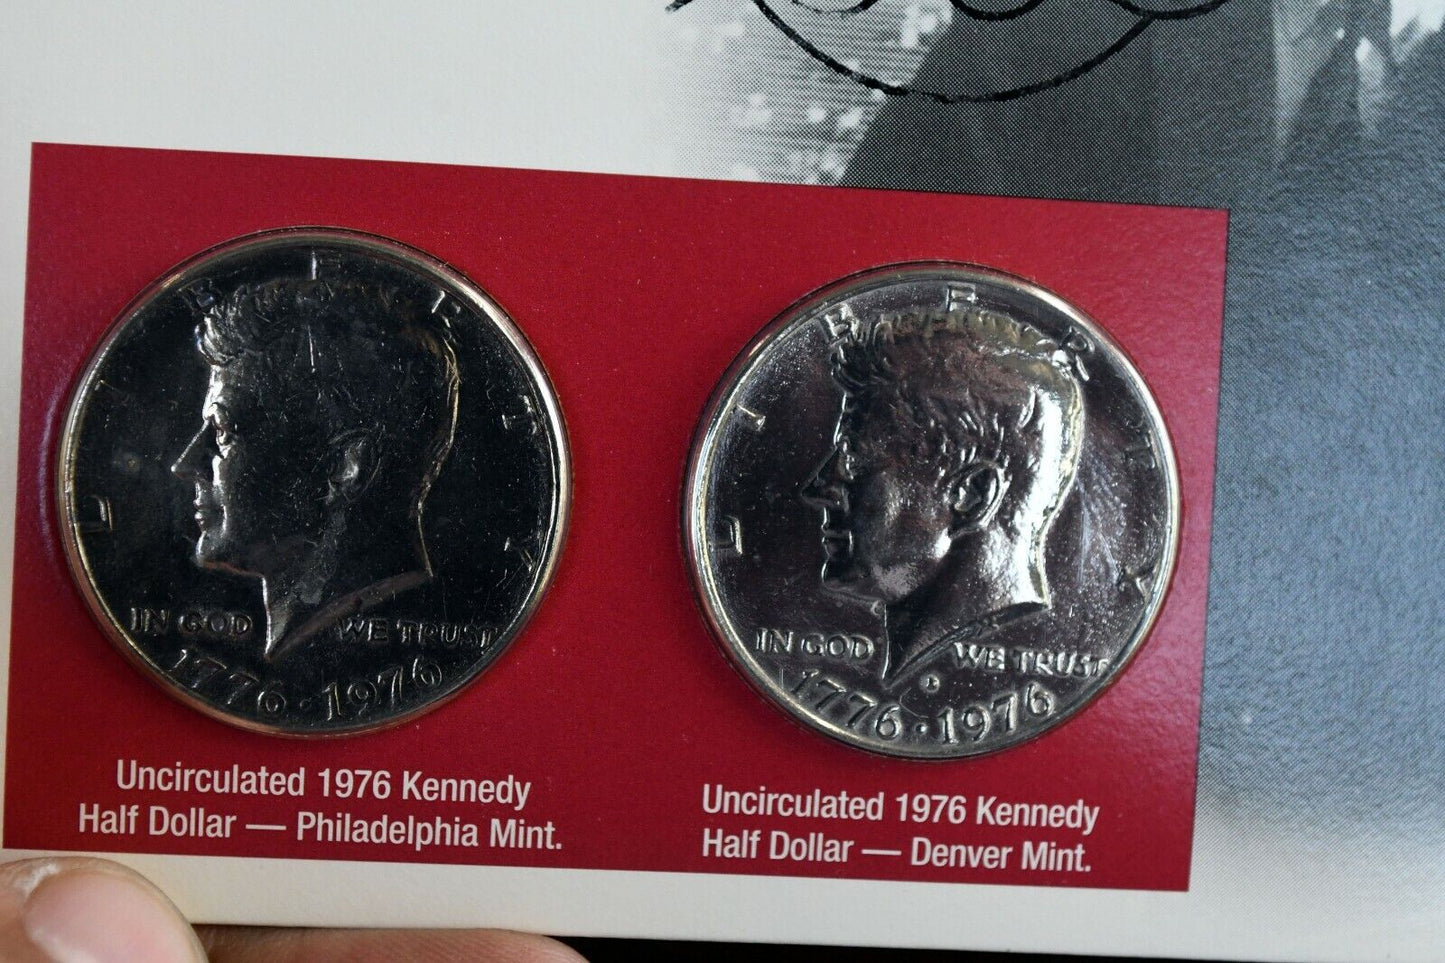 LIBERTY
IN GOD WE TRUST
1776 · 1976
LIBERTY
IN GOD WE TRUST
D
1776 · 1976
Uncirculated 1976 Kennedy
Half Dollar — Philadelphia Mint.
Uncirculated 1976 Kennedy
Half Dollar — Denver Mint.